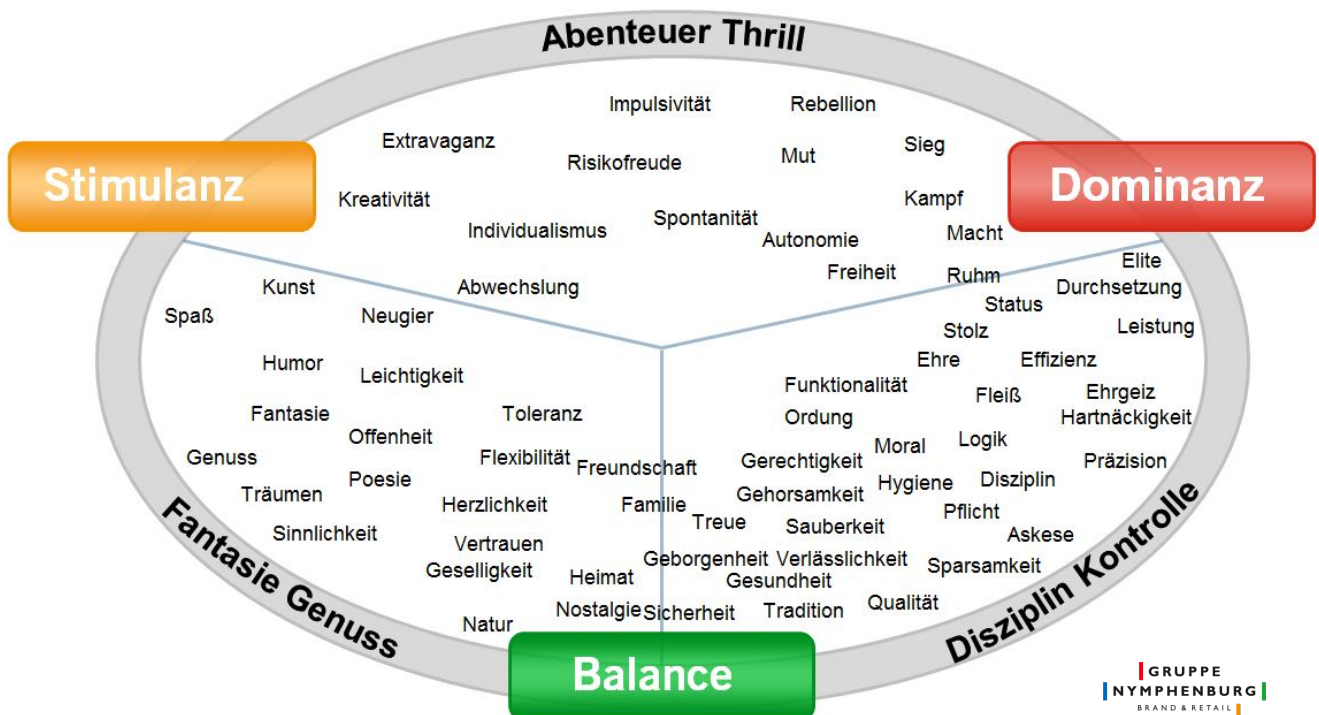 Abenteuer Thrill
Impulsivität
Rebellion
Extravaganz
Risikofreude
Mut
Sieg
Stimulanz
Dominanz
Kreativität
Kampf
Individualismus
Spontanität
Autonomie
Macht
Freiheit
Ruhm
Elite
Kunst
Abwechslung
Durchsetzung
Spaß
Neugier
Status
Stolz
Leistung
Humor
Leichtigkeit
Ehre
Effizienz
Funktionalität
Fleiß
Ehrgeiz
Fantasie
Toleranz
Ordung
Hartnäckigkeit
Offenheit
Moral
Logik
Genuss
Flexibilität
Freundschaft
Gerechtigkeit
Präzision
Träumen
Poesie
Gehorsamkeit
Hygiene
Disziplin
Herzlichkeit
Familie
Treue
Sauberkeit
Pflicht
Sinnlichkeit
Askese
Vertrauen
Geselligkeit
Heimat
Geborgenheit
Verlässlichkeit
Gesundheit
Sparsamkeit
Natur
Nostalgie
Sicherheit
Tradition
Qualität
Fantasie Genuss
Disziplin Kontrolle
Balance
GRUPPE
NYMPHENBURG
BRAND & RETAIL